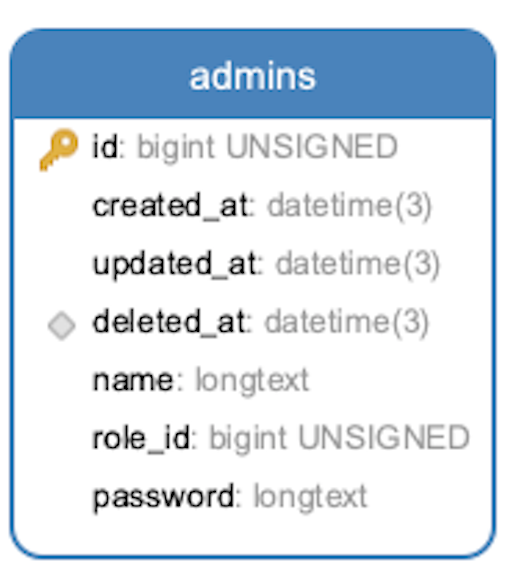 admins
id: bigint UNSIGNED
created_at: datetime(3)
updated_at: datetime(3)
deleted_at: datetime(3)
name: longtext
role_id: bigint UNSIGNED
password: longtext